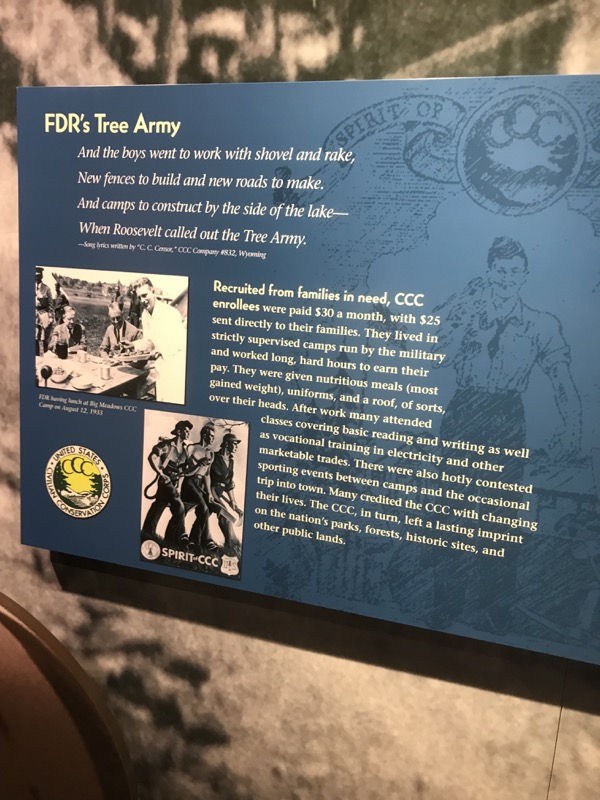 FDR's Tree Army
And the boys went to work with shovel and rake,
New fences to build and new roads to make.
And camps to construct by the side of the lake—
When Roosevelt called out the Tree Army.
—Song lyrics written by "C. C. Censor," CCC Company #832, Wyoming
SPIRIT OF
CCC
Recruited from families in need, CCC
enrollees were paid $30 a month, with $25
sent directly to their families. They lived in
strictly supervised camps run by the military
and worked long, hard hours to earn their
pay. They were given nutritious meals (most
gained weight), uniforms, and a roof, of sorts,
over their heads. After work many attended
classes covering basic reading and writing as well
as vocational training in electricity and other
marketable trades. There were also hotly contested
sporting events between camps and the occasional
trip into town. Many credited the CCC with changing
their lives. The CCC, in turn, left a lasting imprint
on the nation's parks, forests, historic sites, and
other public lands.
FDR having lunch at Big Meadows CCC
Camp on August 12, 1933
UNITED STATES
CCC
CIVILIAN CONSERVATION CORPS
SPIRIT OF CCC